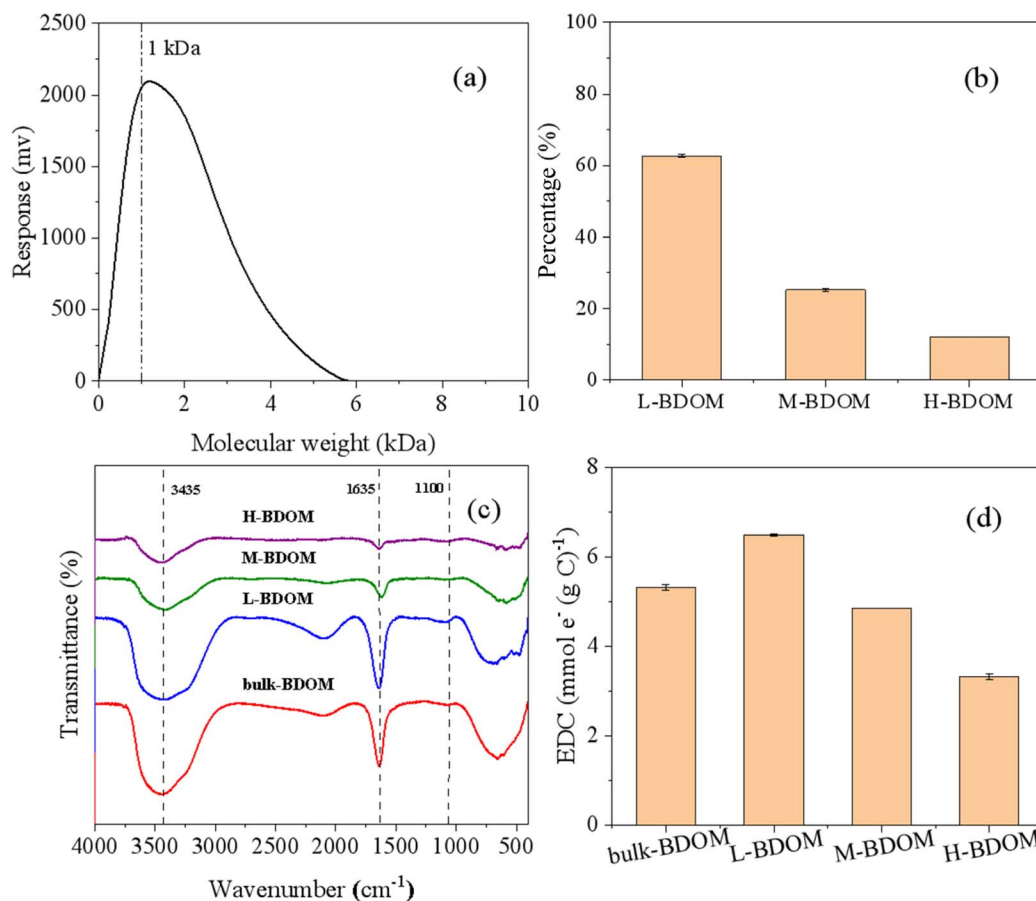 2500
2000
1500
1000
500
0
Response (mv)
1 kDa
(a)
0 2 4 6 8 10
Molecular weight (kDa)
100
80
60
40
20
0
Percentage (%)
(b)
L-BDOM M-BDOM H-BDOM
Transmittance (%)
3435 1635 1100
(c)
H-BDOM
M-BDOM
L-BDOM
bulk-BDOM
4000 3500 3000 2500 2000 1500 1000 500
Wavenumber (cm⁻¹)
8
6
4
2
0
EDC (mmol e⁻ (g C)⁻¹)
(d)
bulk-BDOM L-BDOM M-BDOM H-BDOM